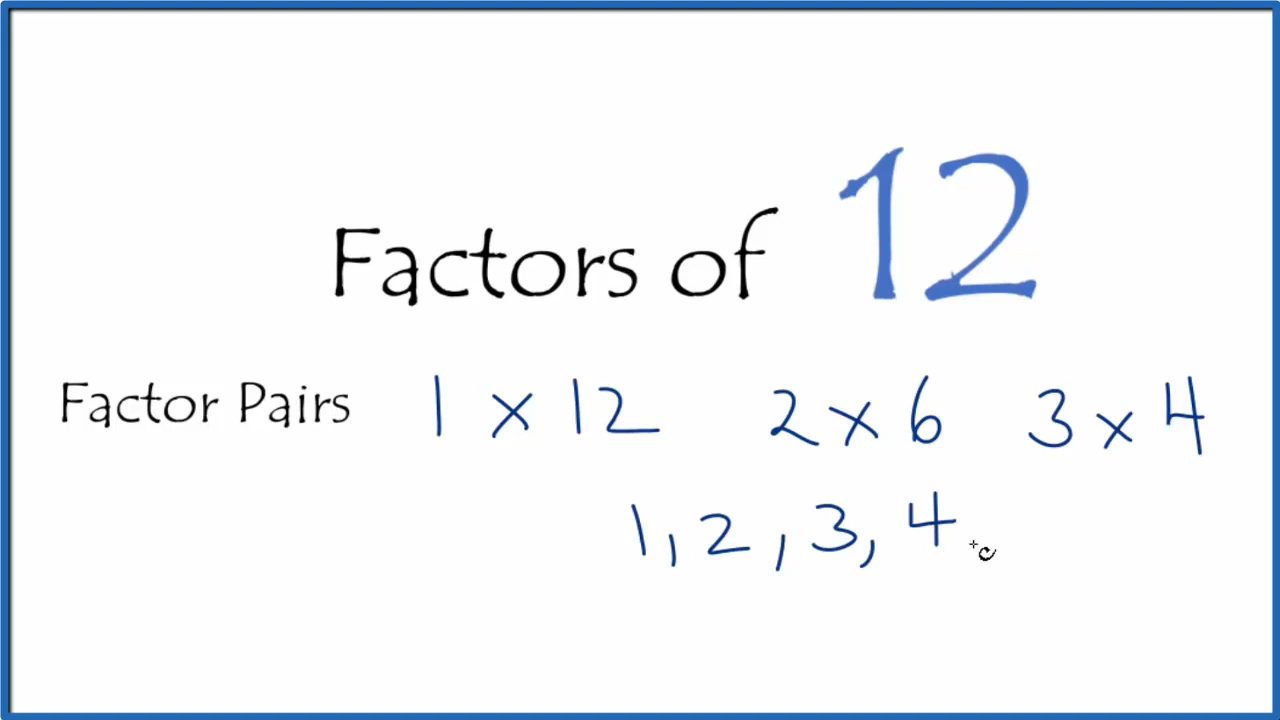 Factors of 12
Factor Pairs 1 x 12 2 x 6 3 x 4
1, 2, 3, 4